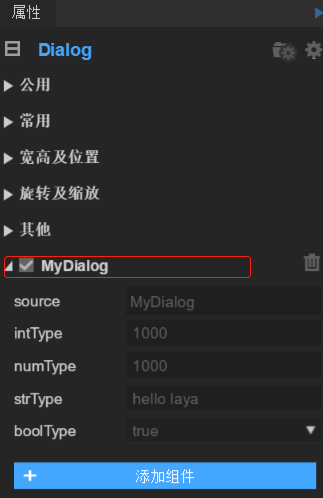 属性
Dialog
公用
常用
宽高及位置
旋转及缩放
其他
MyDialog
source MyDialog
intType 1000
numType 1000
strType hello laya
boolType true
添加组件